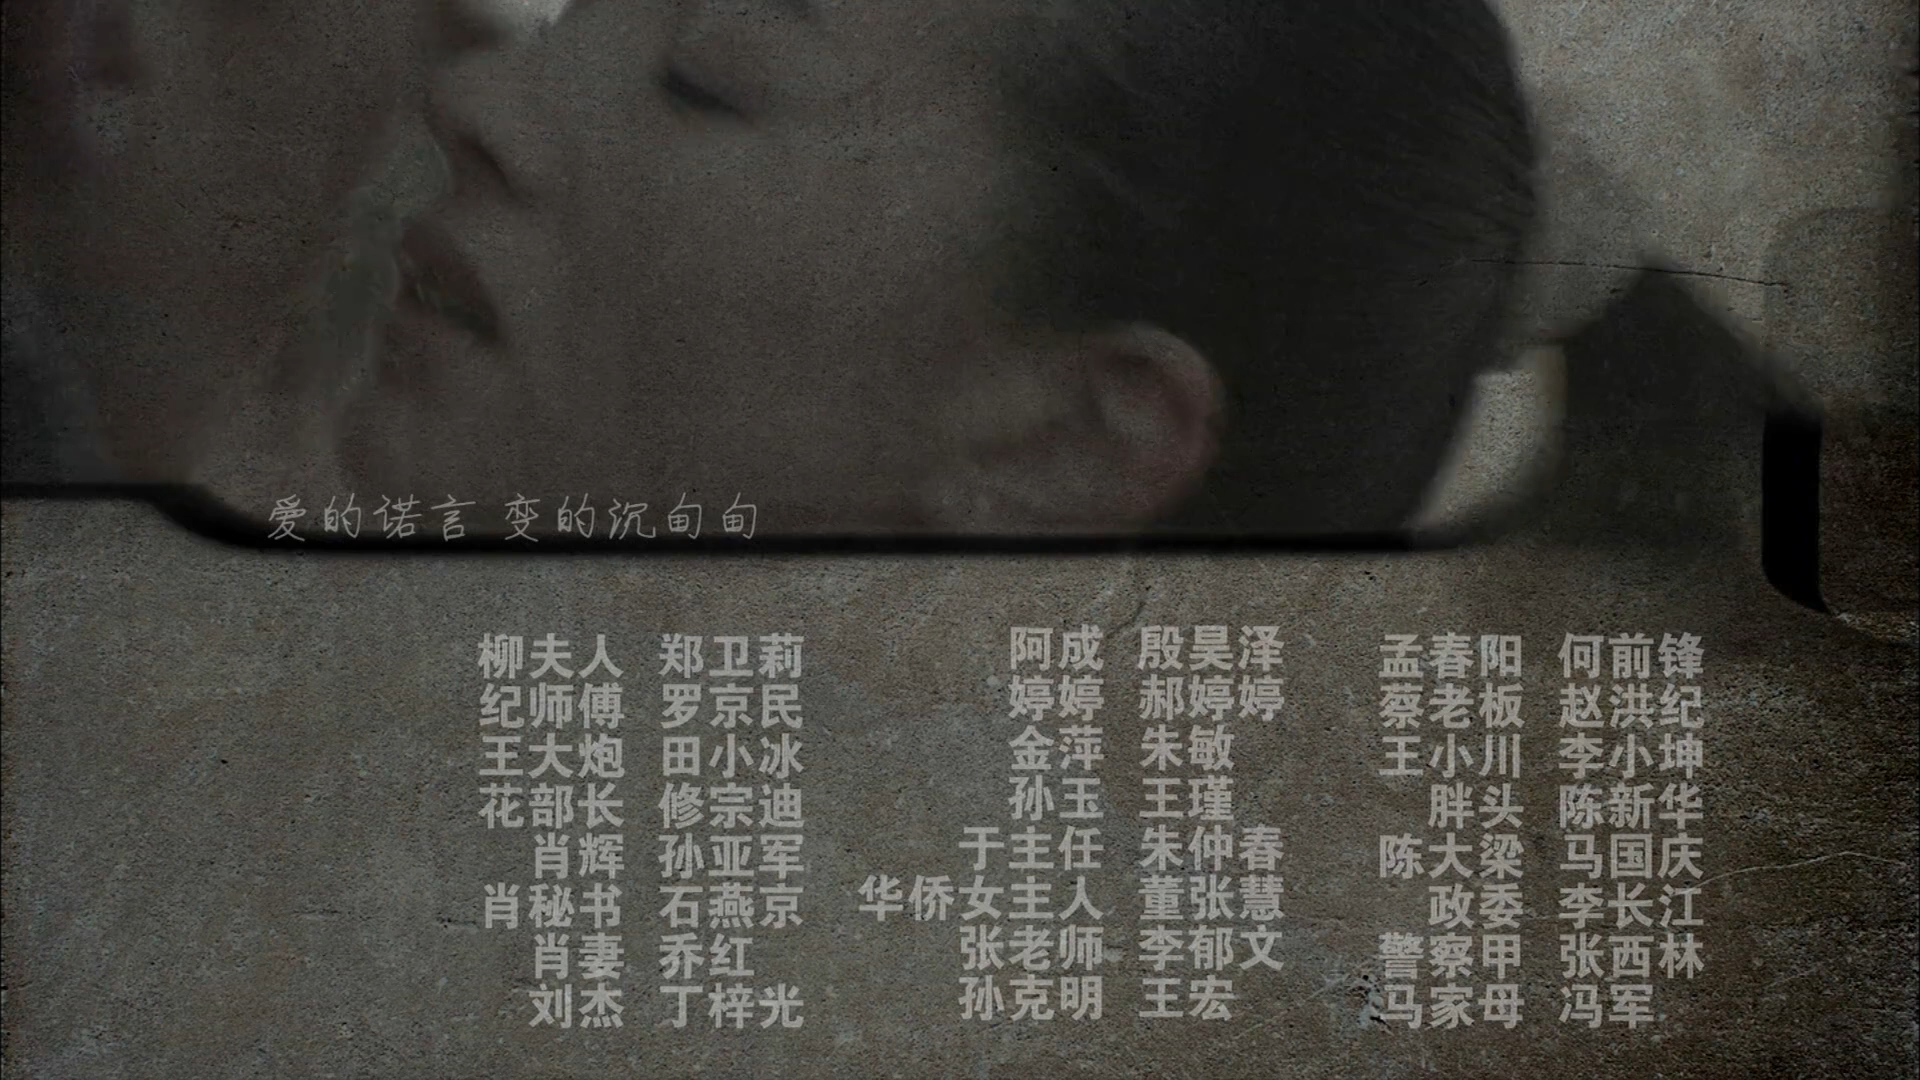 爱的诺言 变的沉甸甸
柳夫人 郑卫莉
纪师傅 罗京民
王大炮 田小冰
花部长 修宗迪
肖辉 孙亚军
肖秘书 石燕京
肖妻 乔红
刘杰 丁梓光
阿成 殷昊泽
婷婷 郝婷婷
金萍 朱敏
孙玉 王瑾
于主任 朱仲春
华侨女主人 董张慧
张老师 李郁文
孙克明 王宏
孟春阳 何前锋
蔡老板 赵洪纪
王小川 李小坤
胖头 陈新华
陈大梁 马国庆
政委 李长江
警察甲 张西林
马家母 冯军